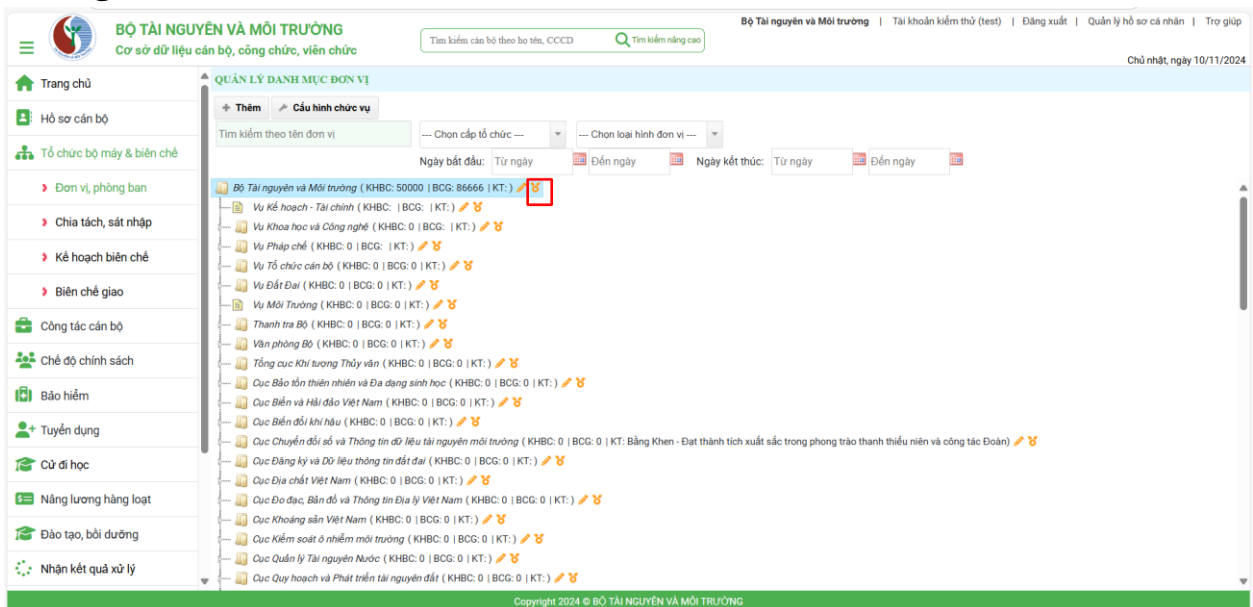 Bộ Tài nguyên và Môi trường | Tài khoản kiểm thử (test) | Đăng xuất | Quản lý hồ sơ cá nhân | Trợ giúp
BỘ TÀI NGUYÊN VÀ MÔI TRƯỜNG
Cơ sở dữ liệu cán bộ, công chức, viên chức
Tìm kiếm cán bộ theo họ tên, CCCD
Tìm kiếm nâng cao
Chủ nhật, ngày 10/11/2024
Trang chủ
Hồ sơ cán bộ
Tổ chức bộ máy & biên chế
Đơn vị, phòng ban
Chia tách, sát nhập
Kế hoạch biên chế
Biên chế giao
Công tác cán bộ
Chế độ chính sách
Bảo hiểm
Tuyển dụng
Cử đi học
Nâng lương hàng loạt
Đào tạo, bồi dưỡng
Nhận kết quả xử lý
QUẢN LÝ DANH MỤC ĐƠN VỊ
+ Thêm Cấu hình chức vụ
Tìm kiếm theo tên đơn vị --- Chọn cấp tổ chức --- --- Chọn loại hình đơn vị ---
Ngày bắt đầu: Từ ngày Đến ngày Ngày kết thúc: Từ ngày Đến ngày
Bộ Tài nguyên và Môi trường ( KHBC: 50000 | BCG: 86666 | KT: )
Vụ Kế hoạch - Tài chính ( KHBC: | BCG: | KT: )
Vụ Khoa học và Công nghệ ( KHBC: 0 | BCG: | KT: )
Vụ Pháp chế ( KHBC: 0 | BCG: | KT: )
Vụ Tổ chức cán bộ ( KHBC: 0 | BCG: 0 | KT: )
Vụ Đất Đai ( KHBC: 0 | BCG: 0 | KT: )
Vụ Môi Trường ( KHBC: 0 | BCG: 0 | KT: )
Thanh tra Bộ ( KHBC: 0 | BCG: 0 | KT: )
Văn phòng Bộ ( KHBC: 0 | BCG: 0 | KT: )
Tổng cục Khí tượng Thủy văn ( KHBC: 0 | BCG: 0 | KT: )
Cục Bảo tồn thiên nhiên và Đa dạng sinh học ( KHBC: 0 | BCG: 0 | KT: )
Cục Biển và Hải đảo Việt Nam ( KHBC: 0 | BCG: 0 | KT: )
Cục Biến đổi khí hậu ( KHBC: 0 | BCG: 0 | KT: )
Cục Chuyển đổi số và Thông tin dữ liệu tài nguyên môi trường ( KHBC: 0 | BCG: 0 | KT: Bằng Khen - Đạt thành tích xuất sắc trong phong trào thanh thiếu niên và công tác Đoàn)
Cục Đăng ký và Dữ liệu thông tin đất đai ( KHBC: 0 | BCG: 0 | KT: )
Cục Địa chất Việt Nam ( KHBC: 0 | BCG: 0 | KT: )
Cục Đo đạc, Bản đồ và Thông tin Địa lý Việt Nam ( KHBC: 0 | BCG: 0 | KT: )
Cục Khoáng sản Việt Nam ( KHBC: 0 | BCG: 0 | KT: )
Cục Kiểm soát ô nhiễm môi trường ( KHBC: 0 | BCG: 0 | KT: )
Cục Quản lý Tài nguyên Nước ( KHBC: 0 | BCG: 0 | KT: )
Cục Quy hoạch và Phát triển tài nguyên đất ( KHBC: 0 | BCG: 0 | KT: )
Copyright 2024 © BỘ TÀI NGUYÊN VÀ MÔI TRƯỜNG